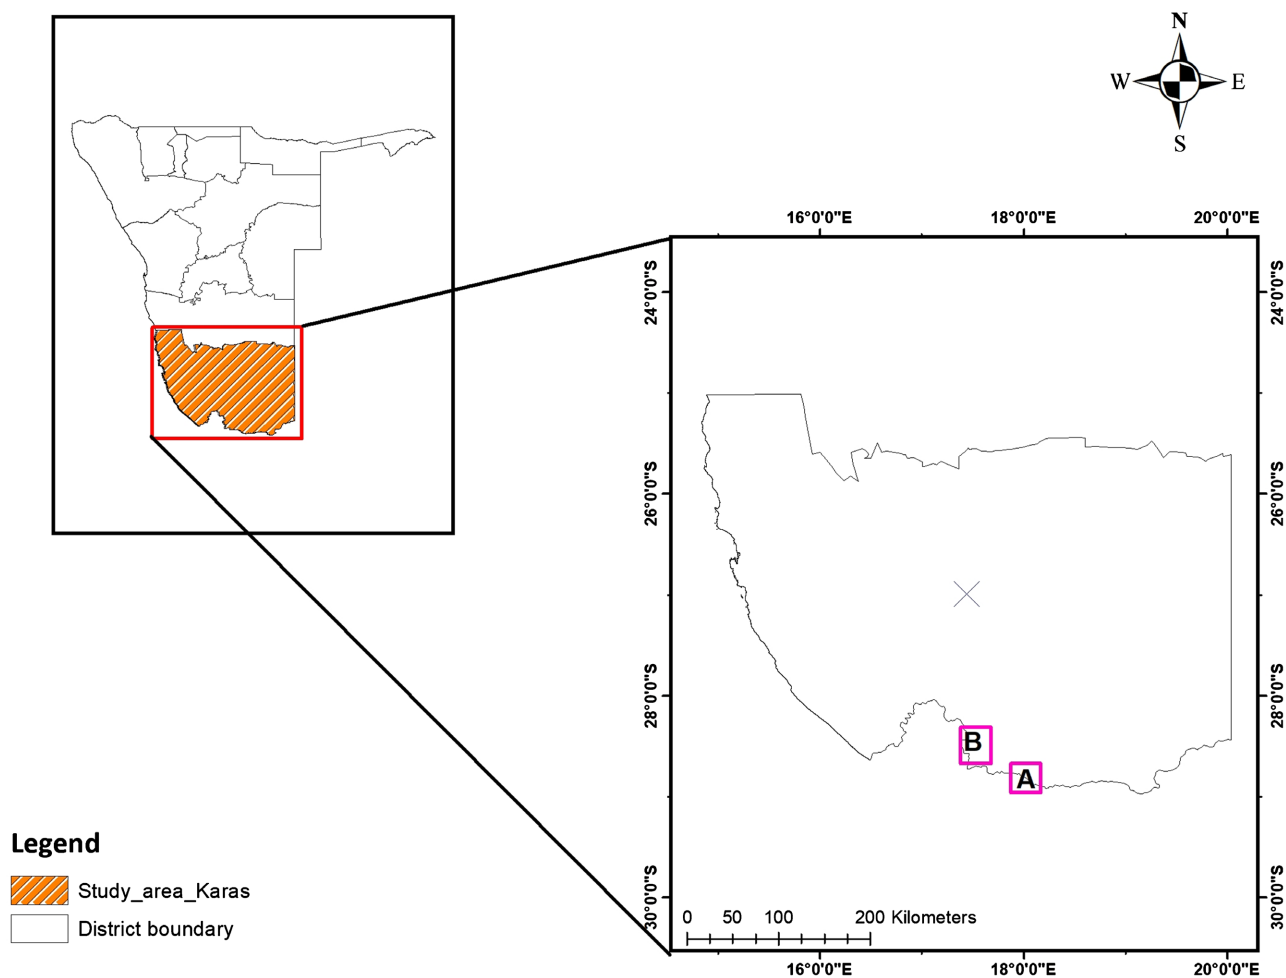 N
W E
S
16°0'0"E 18°0'0"E 20°0'0"E
24°0'0"S 24°0'0"S
26°0'0"S 26°0'0"S
28°0'0"S 28°0'0"S
B
A
30°0'0"S 30°0'0"S
Legend
Study_area_Karas
District boundary
0 50 100 200 Kilometers
16°0'0"E 18°0'0"E 20°0'0"E